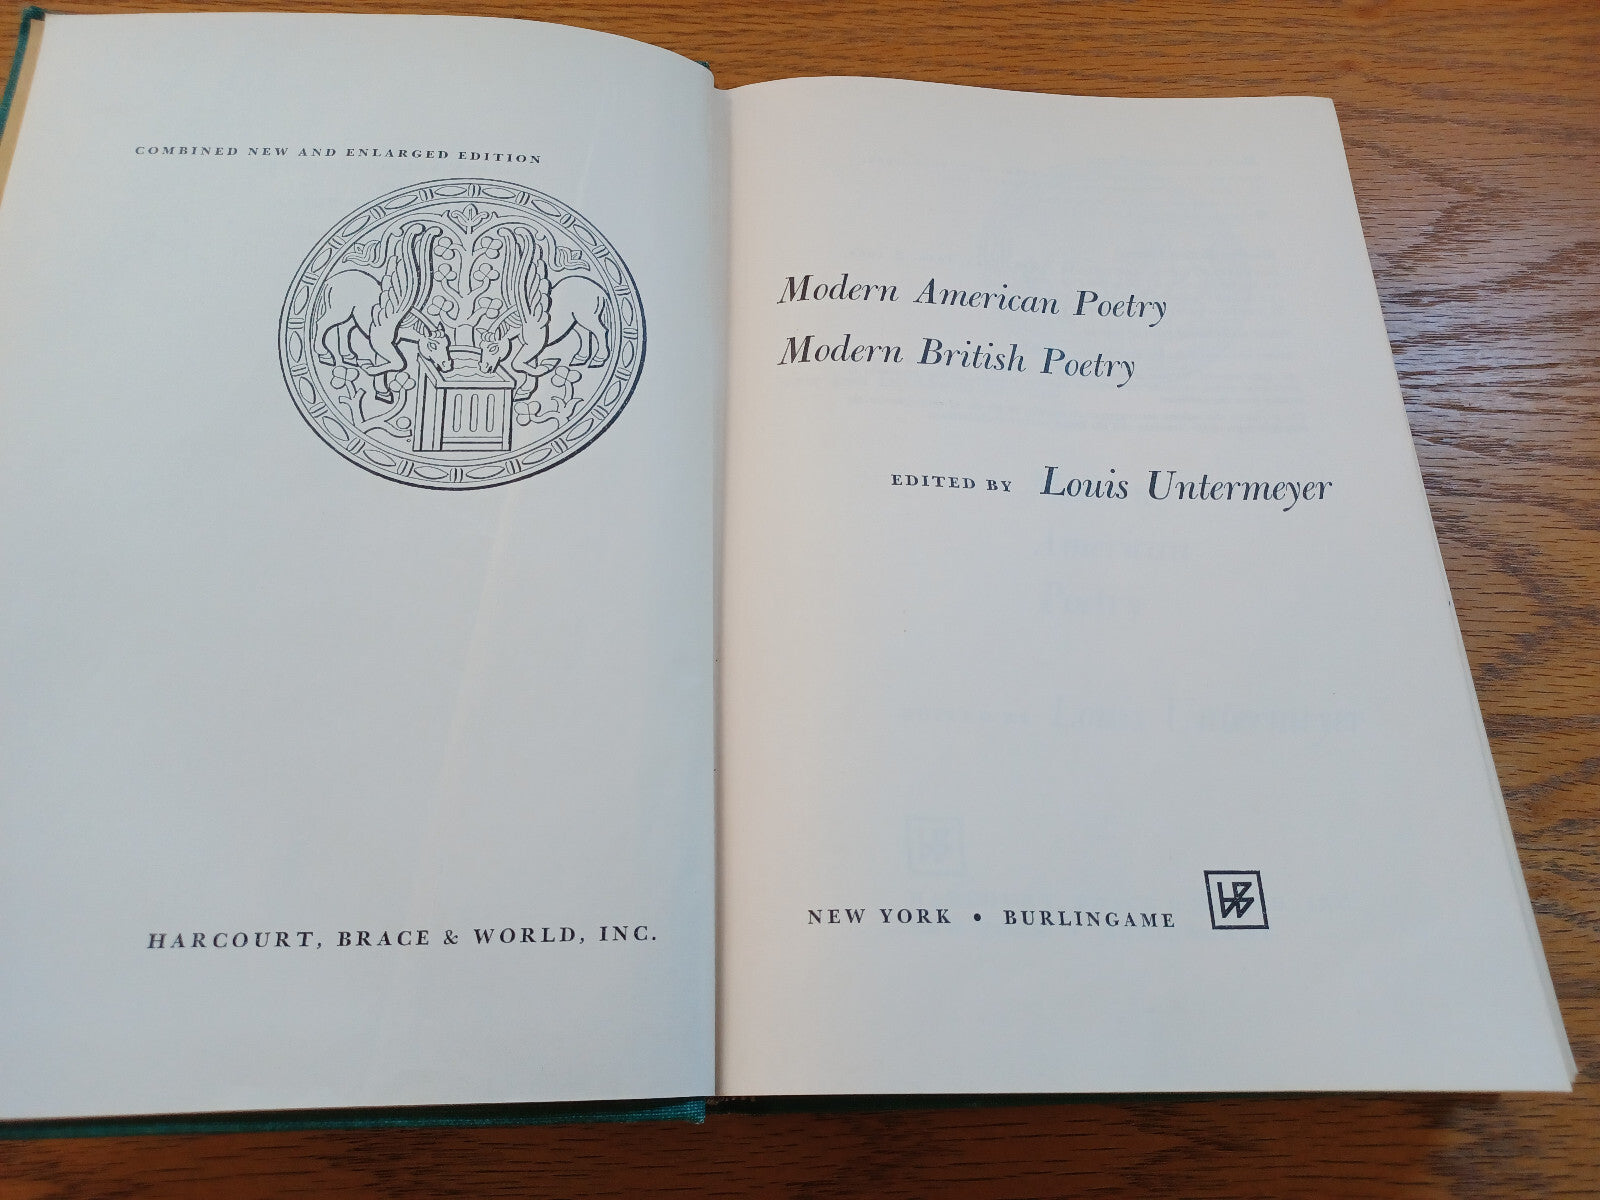 COMBINED NEW AND ENLARGED EDITION
HARCOURT, BRACE & WORLD, INC.
Modern American Poetry
Modern British Poetry
EDITED BY Louis Untermeyer
NEW YORK • BURLINGAME